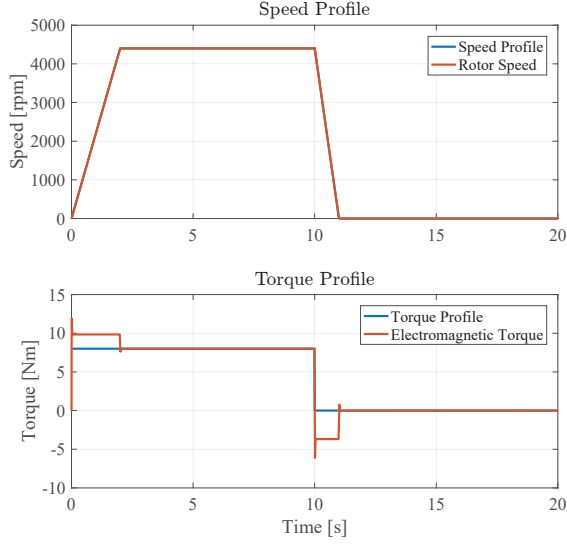 Speed Profile
5000
4000
3000
2000
1000
0
Speed [rpm]
Speed Profile
Rotor Speed
0
5
10
15
20
Torque Profile
15
10
5
0
-5
-10
Torque [Nm]
Torque Profile
Electromagnetic Torque
0
5
10
15
20
Time [s]